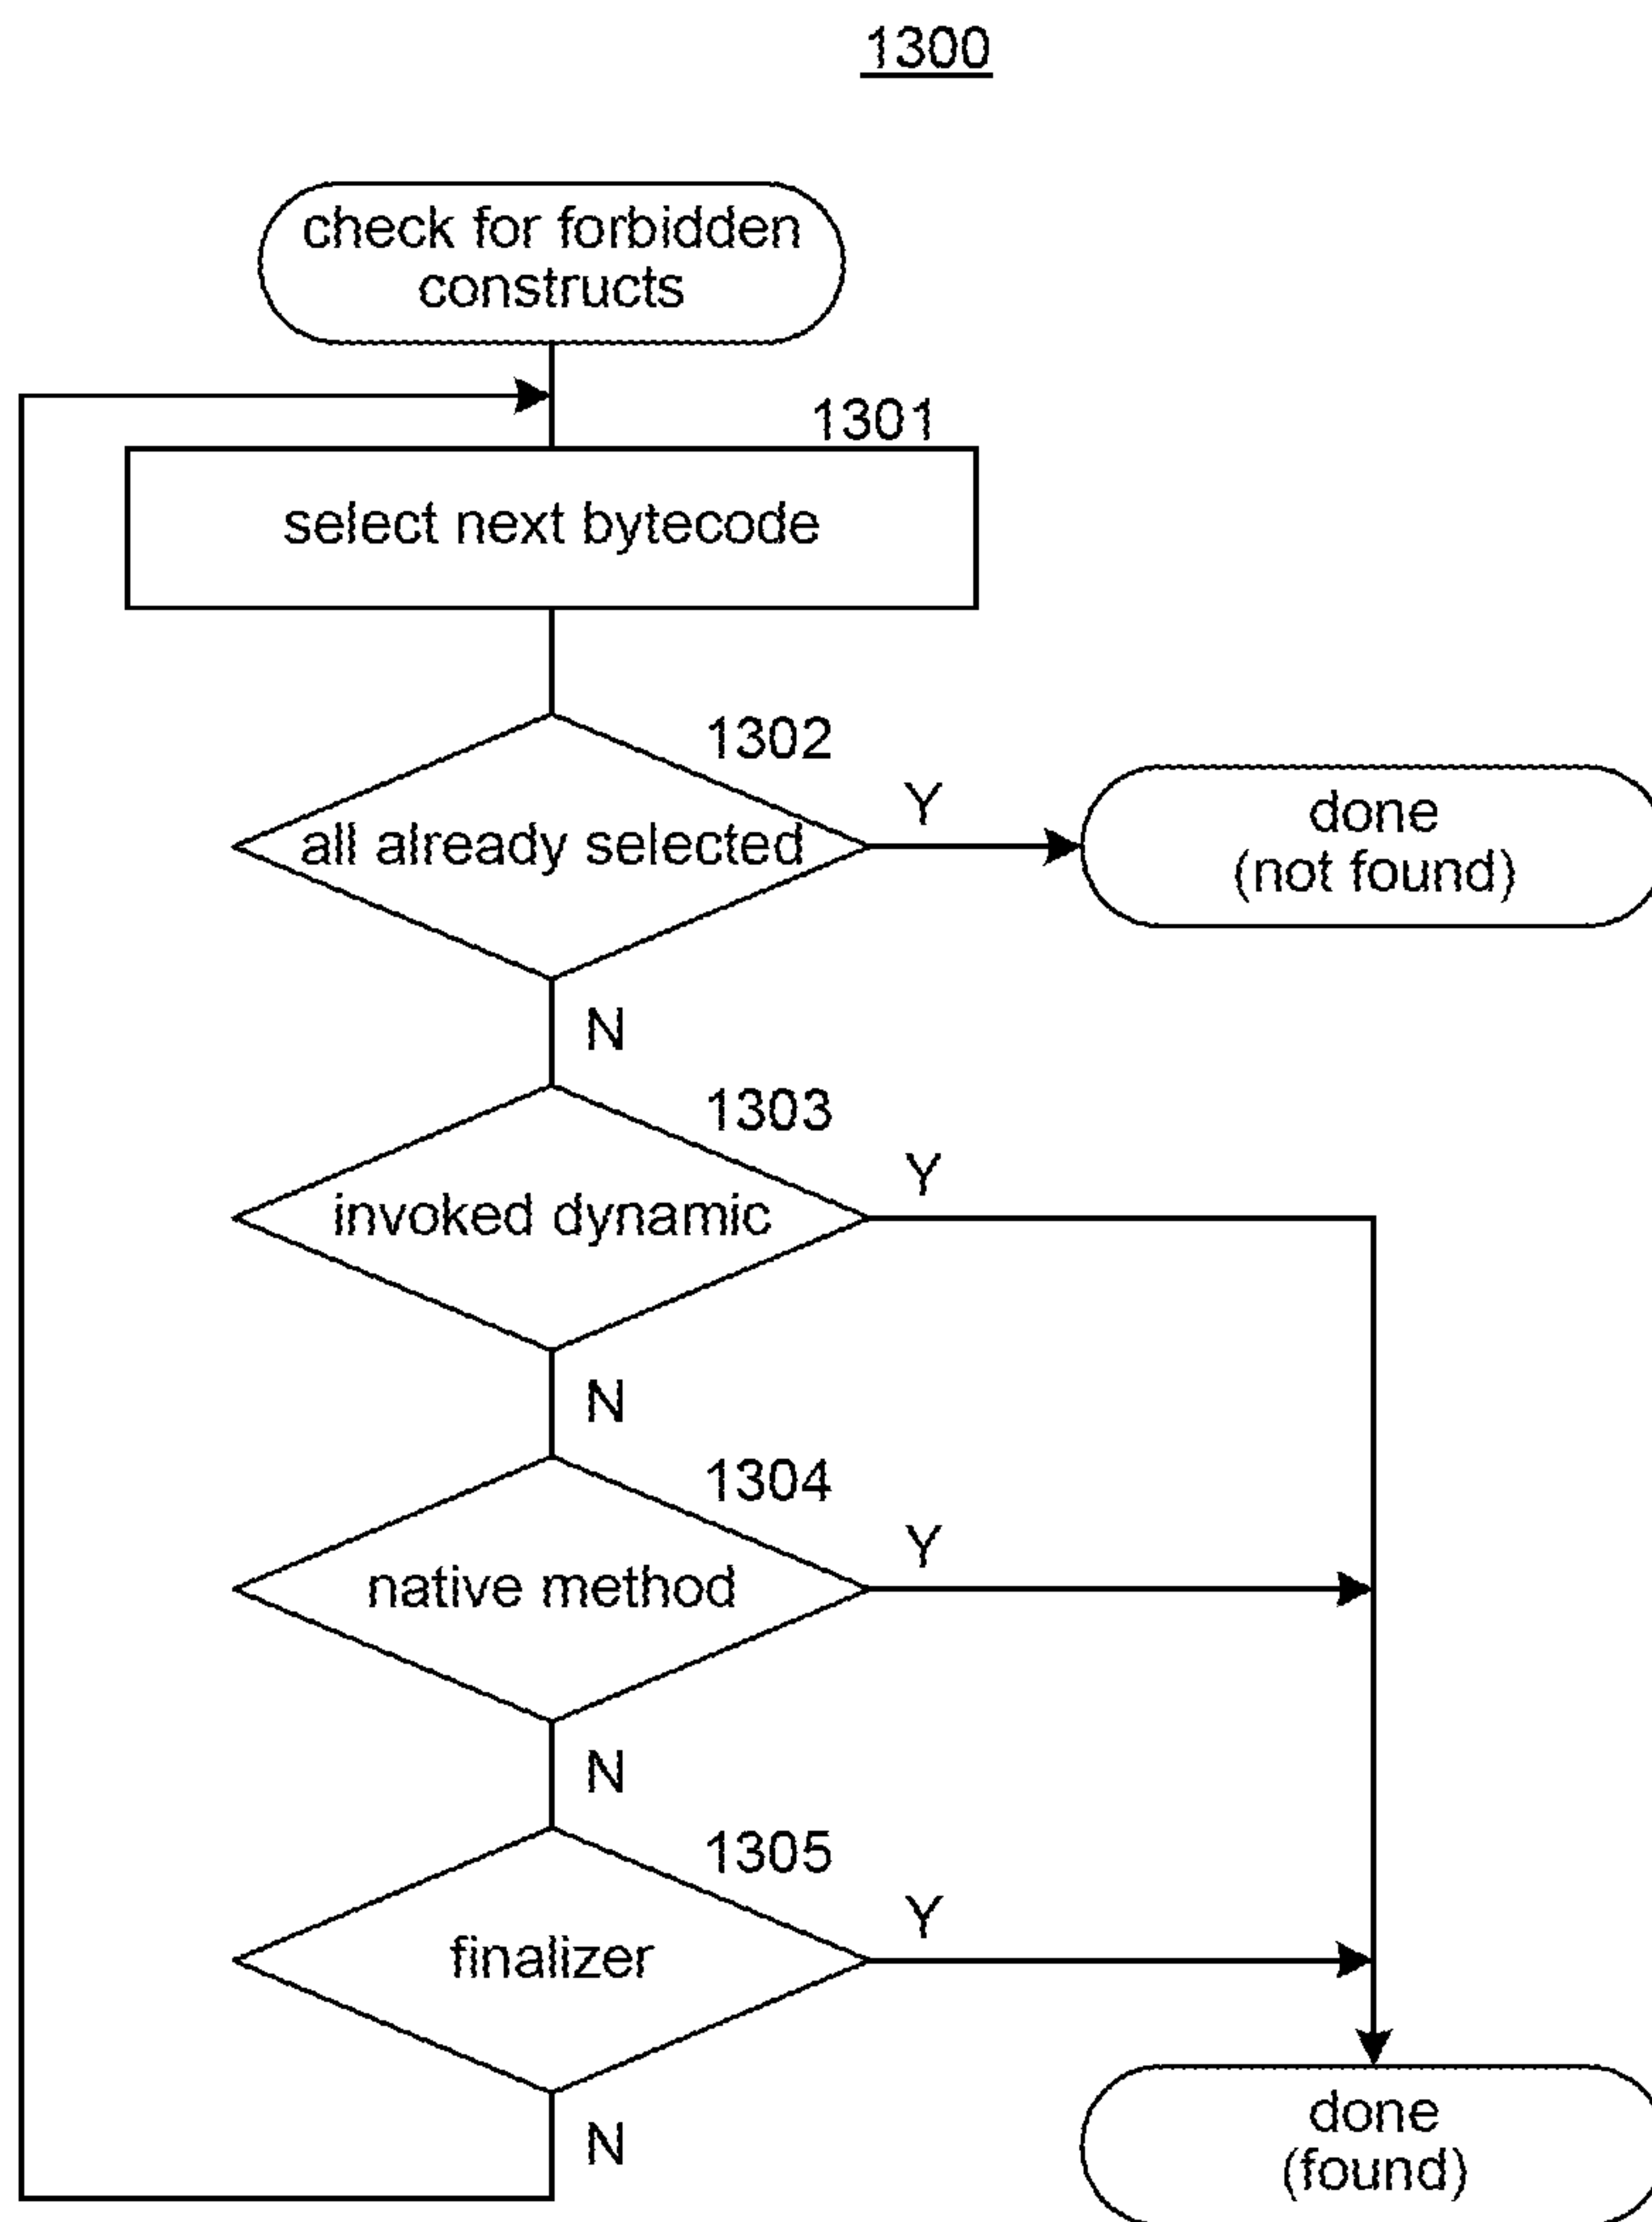 1300
check for forbidden
constructs
1301
select next bytecode
1302
all already selected
Y
done
(not found)
N
1303
invoked dynamic
Y
N
1304
native method
Y
N
1305
finalizer
Y
N
done
(found)